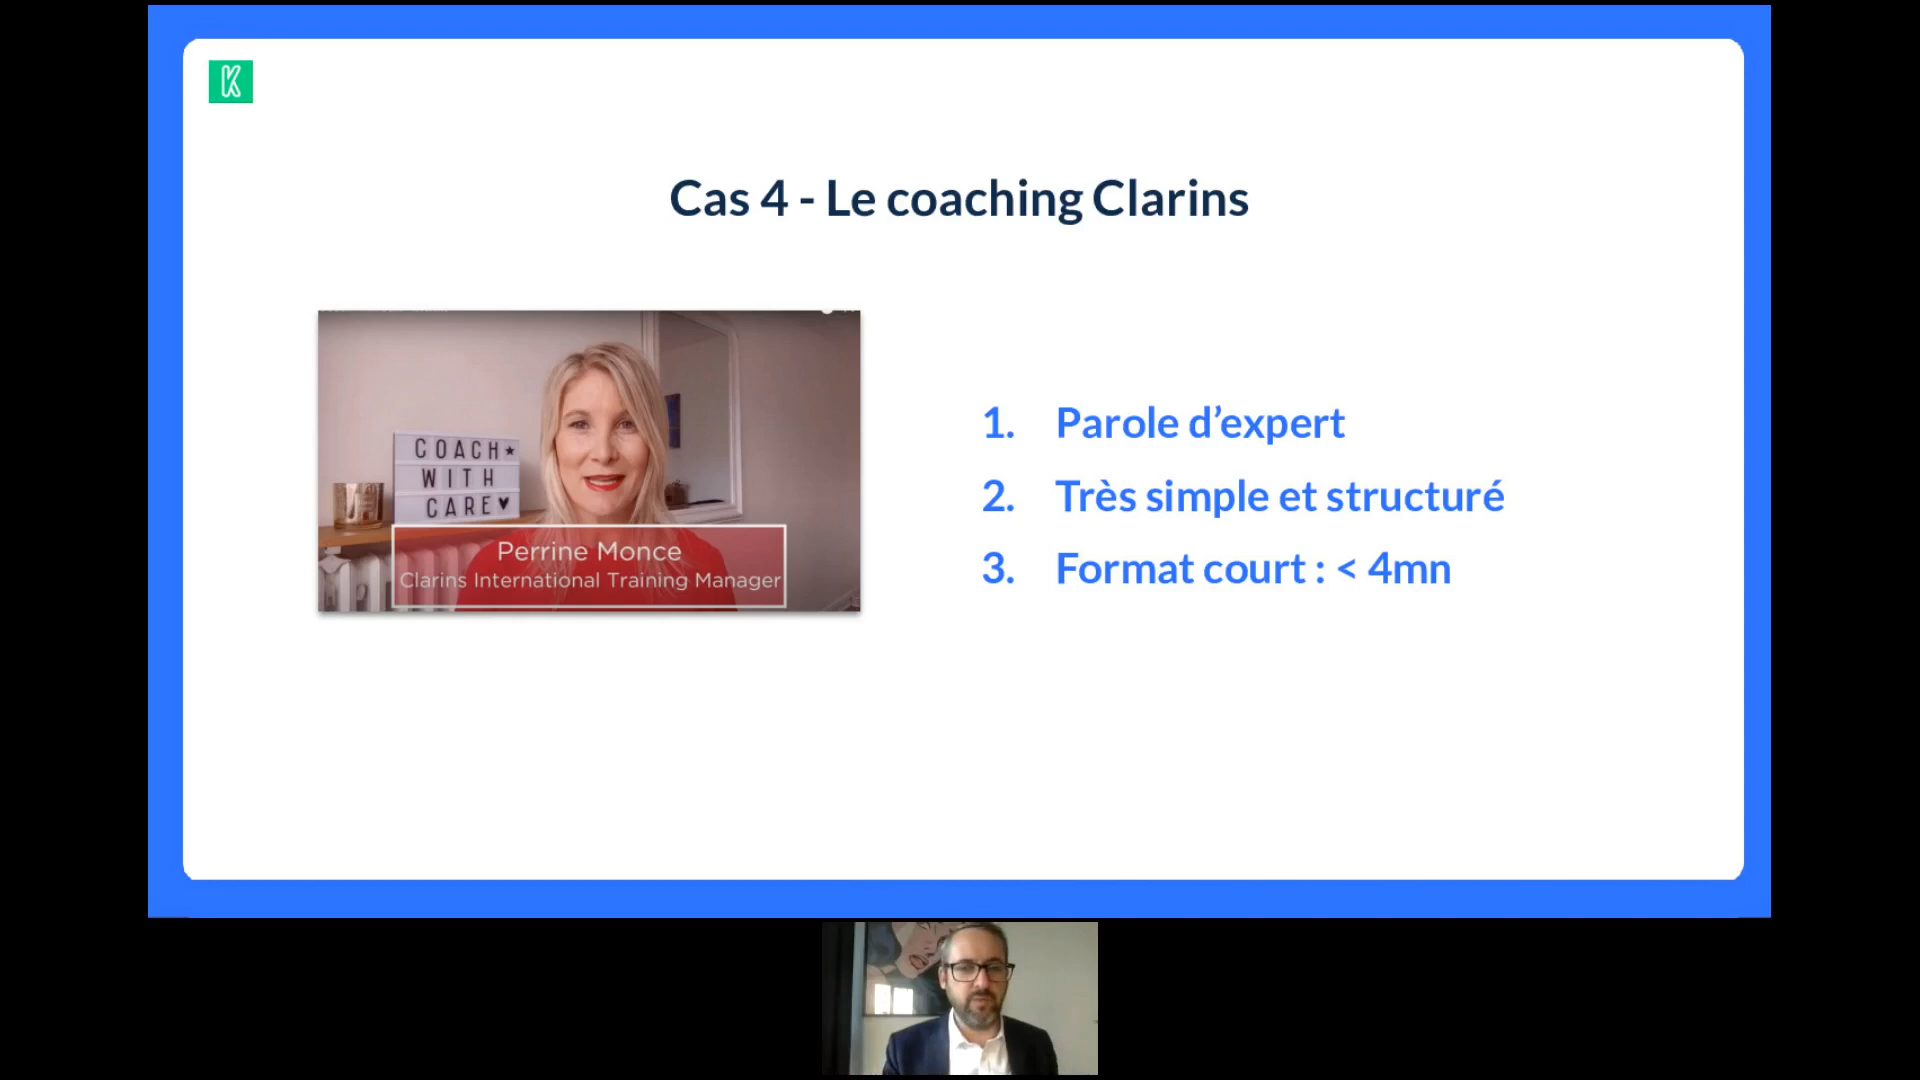 K
Cas 4 - Le coaching Clarins
COACH★
WITH
CARE♥
Perrine Monce
Clarins International Training Manager
1. Parole d’expert
2. Très simple et structuré
3. Format court : < 4mn